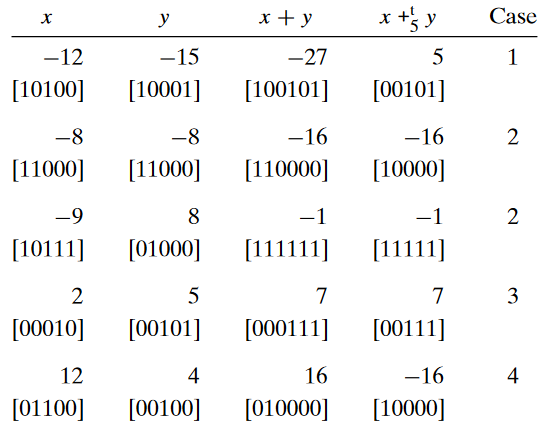 x y x + y x +ᵗ₅ y Case
−12 −15 −27 5 1
[10100] [10001] [100101] [00101]
−8 −8 −16 −16 2
[11000] [11000] [110000] [10000]
−9 8 −1 −1 2
[10111] [01000] [111111] [11111]
2 5 7 7 3
[00010] [00101] [000111] [00111]
12 4 16 −16 4
[01100] [00100] [010000] [10000]